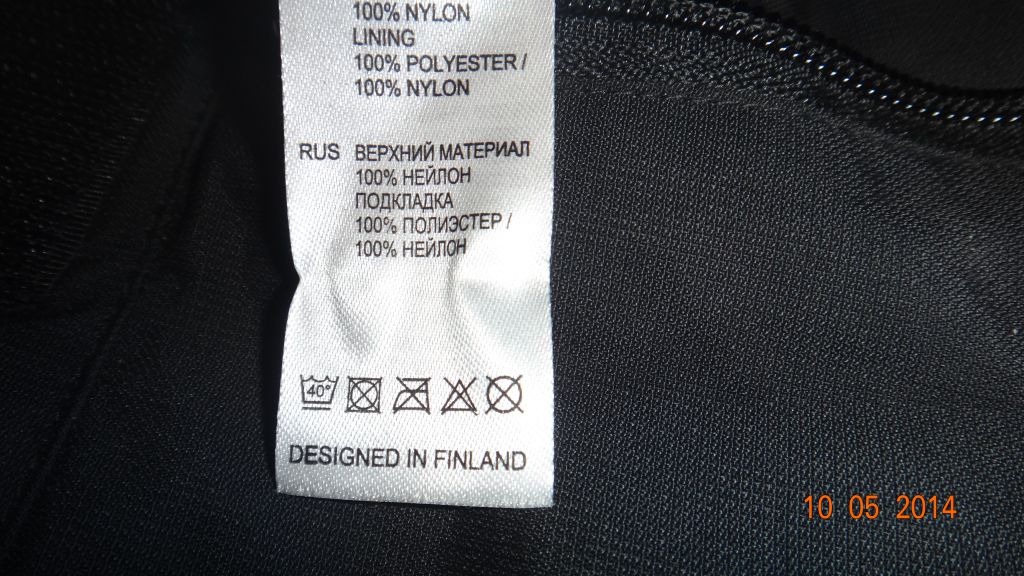 100% NYLON
LINING
100% POLYESTER /
100% NYLON
RUS ВЕРХНИЙ МАТЕРИАЛ
100% НЕЙЛОН
ПОДКЛАДКА
100% ПОЛИЭСТЕР /
100% НЕЙЛОН
40°
DESIGNED IN FINLAND
10 05 2014